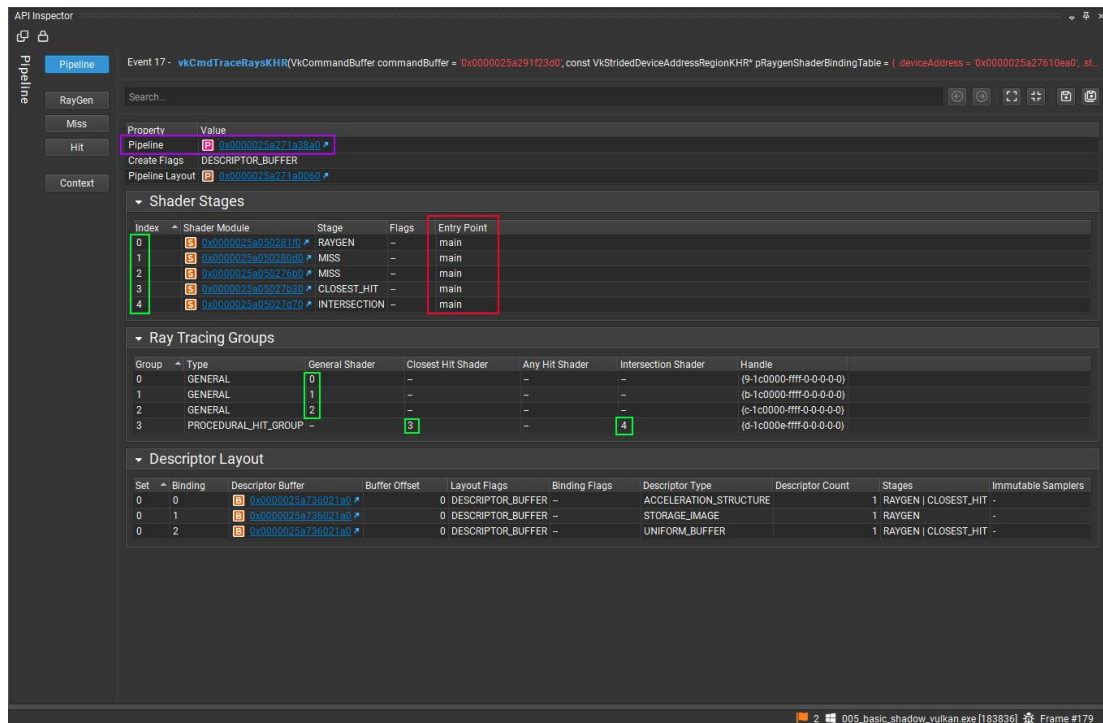 API Inspector
Pipeline
Pipeline
RayGen
Miss
Hit
Context
Event 17 - vkCmdTraceRaysKHR(VkCommandBuffer commandBuffer = '0x0000025a291f23d0', const VkStridedDeviceAddressRegionKHR* pRaygenShaderBindingTable = { .deviceAddress = '0x0000025a27610ea0', .st...
Search...
Property Value
Pipeline P 0x0000025a271a38a0
Create Flags DESCRIPTOR_BUFFER
Pipeline Layout P 0x0000025a271a0060
Shader Stages
Index Shader Module Stage Flags Entry Point
0 S 0x0000025a050281f0 RAYGEN – main
1 S 0x0000025a050280d0 MISS – main
2 S 0x0000025a050276b0 MISS – main
3 S 0x0000025a05027b30 CLOSEST_HIT – main
4 S 0x0000025a05027d70 INTERSECTION – main
Ray Tracing Groups
Group Type General Shader Closest Hit Shader Any Hit Shader Intersection Shader Handle
0 GENERAL 0 – – – {9-1c0000-ffff-0-0-0-0-0}
1 GENERAL 1 – – – {b-1c0000-ffff-0-0-0-0-0}
2 GENERAL 2 – – – {c-1c0000-ffff-0-0-0-0-0}
3 PROCEDURAL_HIT_GROUP – 3 – 4 {d-1c000e-ffff-0-0-0-0-0}
Descriptor Layout
Set Binding Descriptor Buffer Buffer Offset Layout Flags Binding Flags Descriptor Type Descriptor Count Stages Immutable Samplers
0 0 B 0x0000025a736021a0 0 DESCRIPTOR_BUFFER – ACCELERATION_STRUCTURE 1 RAYGEN | CLOSEST_HIT -
0 1 B 0x0000025a736021a0 0 DESCRIPTOR_BUFFER – STORAGE_IMAGE 1 RAYGEN -
0 2 B 0x0000025a736021a0 0 DESCRIPTOR_BUFFER – UNIFORM_BUFFER 1 RAYGEN | CLOSEST_HIT -
2 005_basic_shadow_vulkan.exe [183836] Frame #179